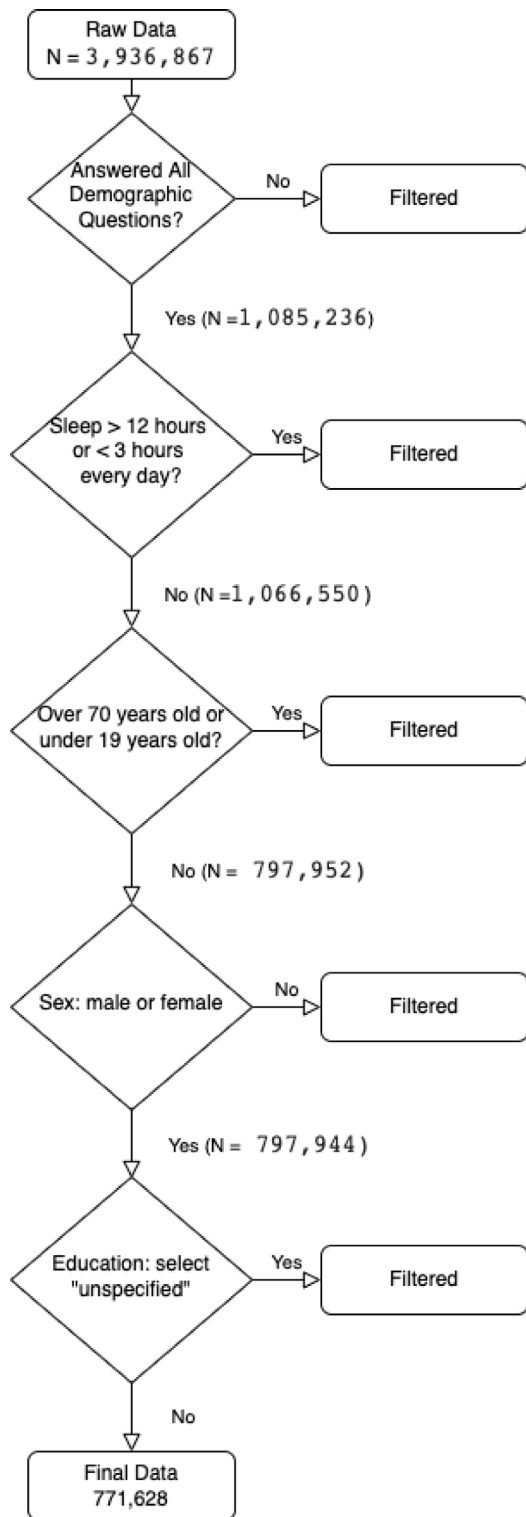 Raw Data
N = 3,936,867
Answered All
Demographic
Questions?
No
Filtered
Yes (N =1,085,236)
Sleep > 12 hours
or < 3 hours
every day?
Yes
Filtered
No (N =1,066,550)
Over 70 years old or
under 19 years old?
Yes
Filtered
No (N = 797,952)
Sex: male or female
No
Filtered
Yes (N = 797,944)
Education: select
"unspecified"
Yes
Filtered
No
Final Data
771,628